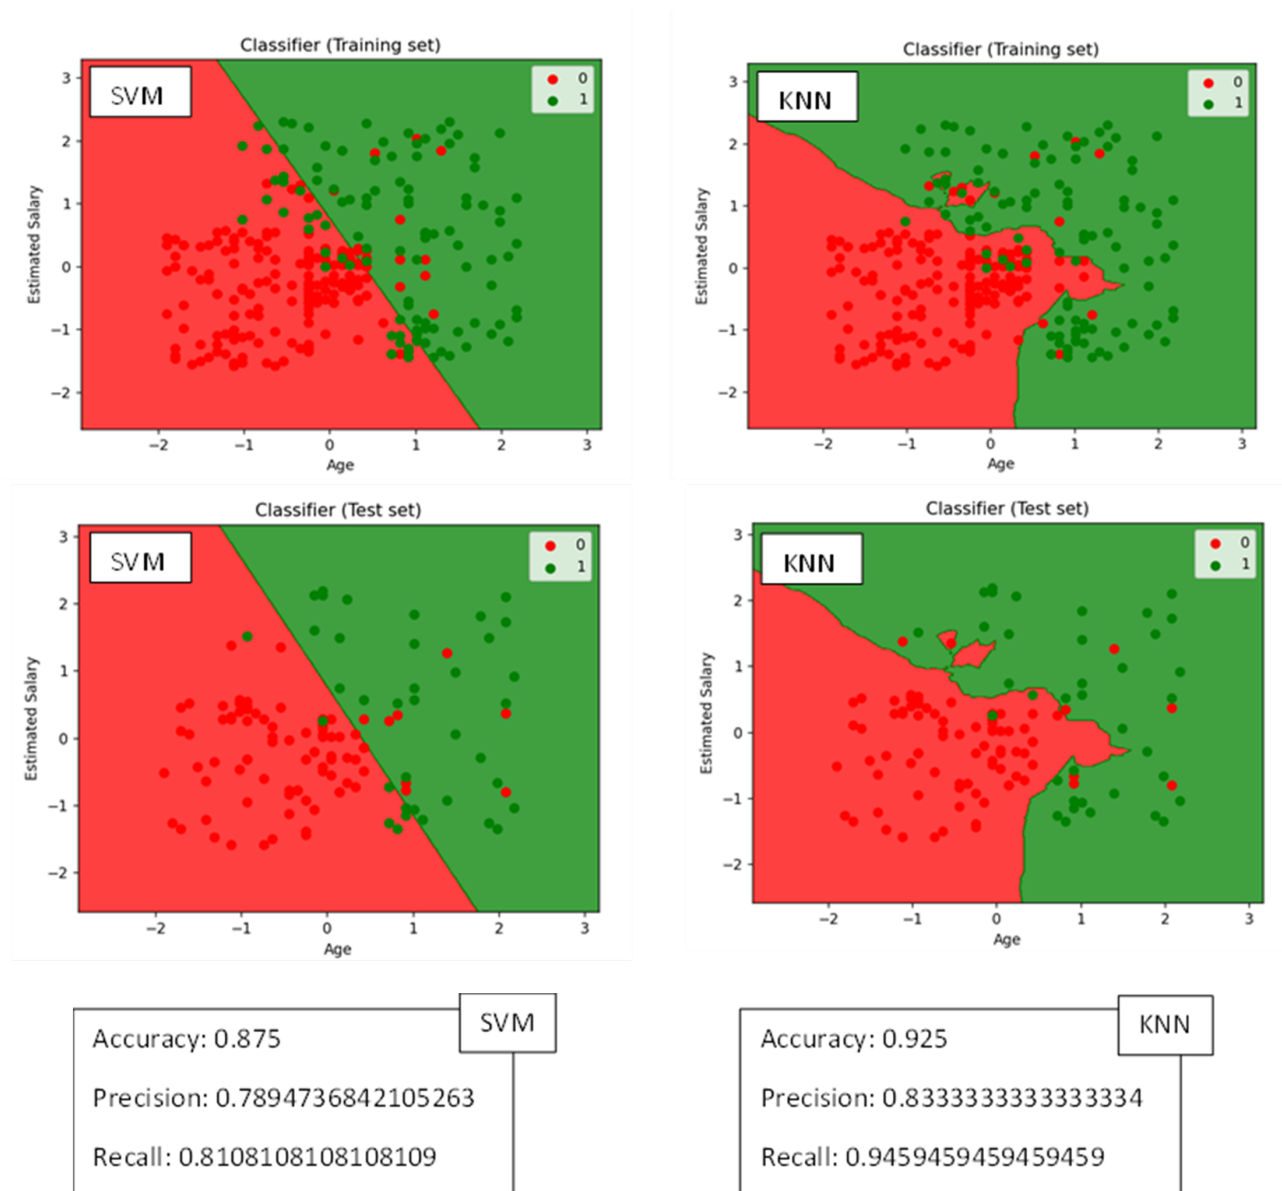 Classifier (Training set)
SVM
0
1
3
2
1
0
−1
−2
Estimated Salary
−2
−1
0
1
2
3
Age
Classifier (Training set)
KNN
0
1
3
2
1
0
−1
−2
Estimated Salary
−2
−1
0
1
2
3
Age
Classifier (Test set)
SVM
0
1
3
2
1
0
−1
−2
Estimated Salary
−2
−1
0
1
2
3
Age
Classifier (Test set)
KNN
0
1
3
2
1
0
−1
−2
Estimated Salary
−2
−1
0
1
2
3
Age
SVM
Accuracy: 0.875
Precision: 0.7894736842105263
Recall: 0.8108108108108109
KNN
Accuracy: 0.925
Precision: 0.8333333333333334
Recall: 0.9459459459459459